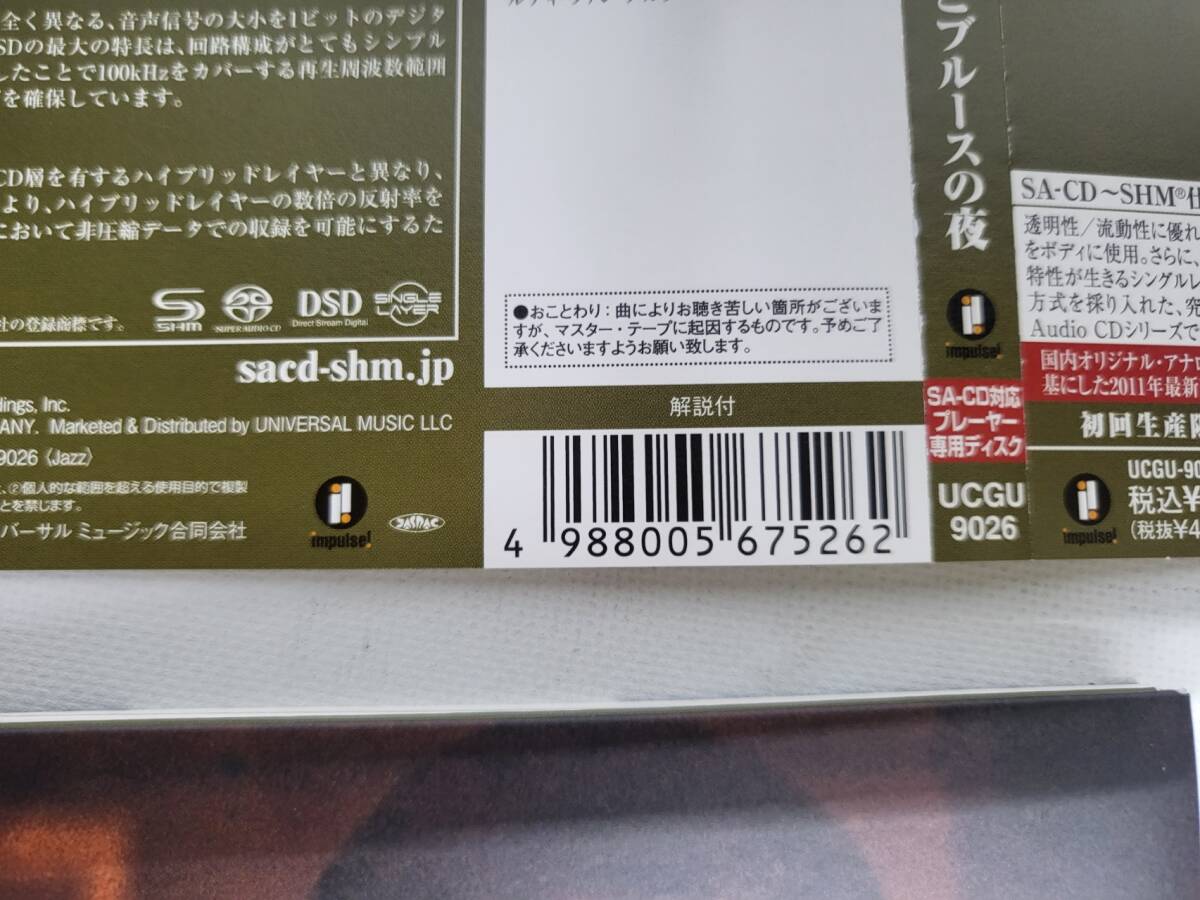 全く異なる、音声信号の大小を1ビットのデジタ
SDの最大の特長は、回路構成がとてもシンプル
したことで100kHzをカバーする再生周波数範囲
を確保しています。
CD層を有するハイブリッドレイヤーと異なり、
より、ハイブリッドレイヤーの数倍の反射率を
において非圧縮データでの収録を可能にするた
社の登録商標です。
SHM
SUPER AUDIO CD
DSD
Direct Stream Digital
SINGLE LAYER
sacd-shm.jp
dings, Inc.
PANY. Marketed & Distributed by UNIVERSAL MUSIC LLC
9026 〈Jazz〉
、②個人的な範囲を超える使用目的で複製
とを禁じます。
バーサル ミュージック合同会社
impulse!
JASRAC
●おことわり：曲によりお聴き苦しい箇所がございま
すが、マスター・テープに起因するものです。予めご了
承くださいますようお願い致します。
解説付
4 988005 675262
とブルースの夜
impulse!
SA-CD対応
プレーヤー
専用ディスク
UCGU
9026
SA-CD～SHM®仕
透明性／流動性に優れ
をボディに使用。さらに、
特性が生きるシングルレ
方式を採り入れた、究
Audio CDシリーズで
国内オリジナル・アナロ
基にした2011年最新
初回生産限
UCGU-90
税込¥
(税抜¥4
impulse!